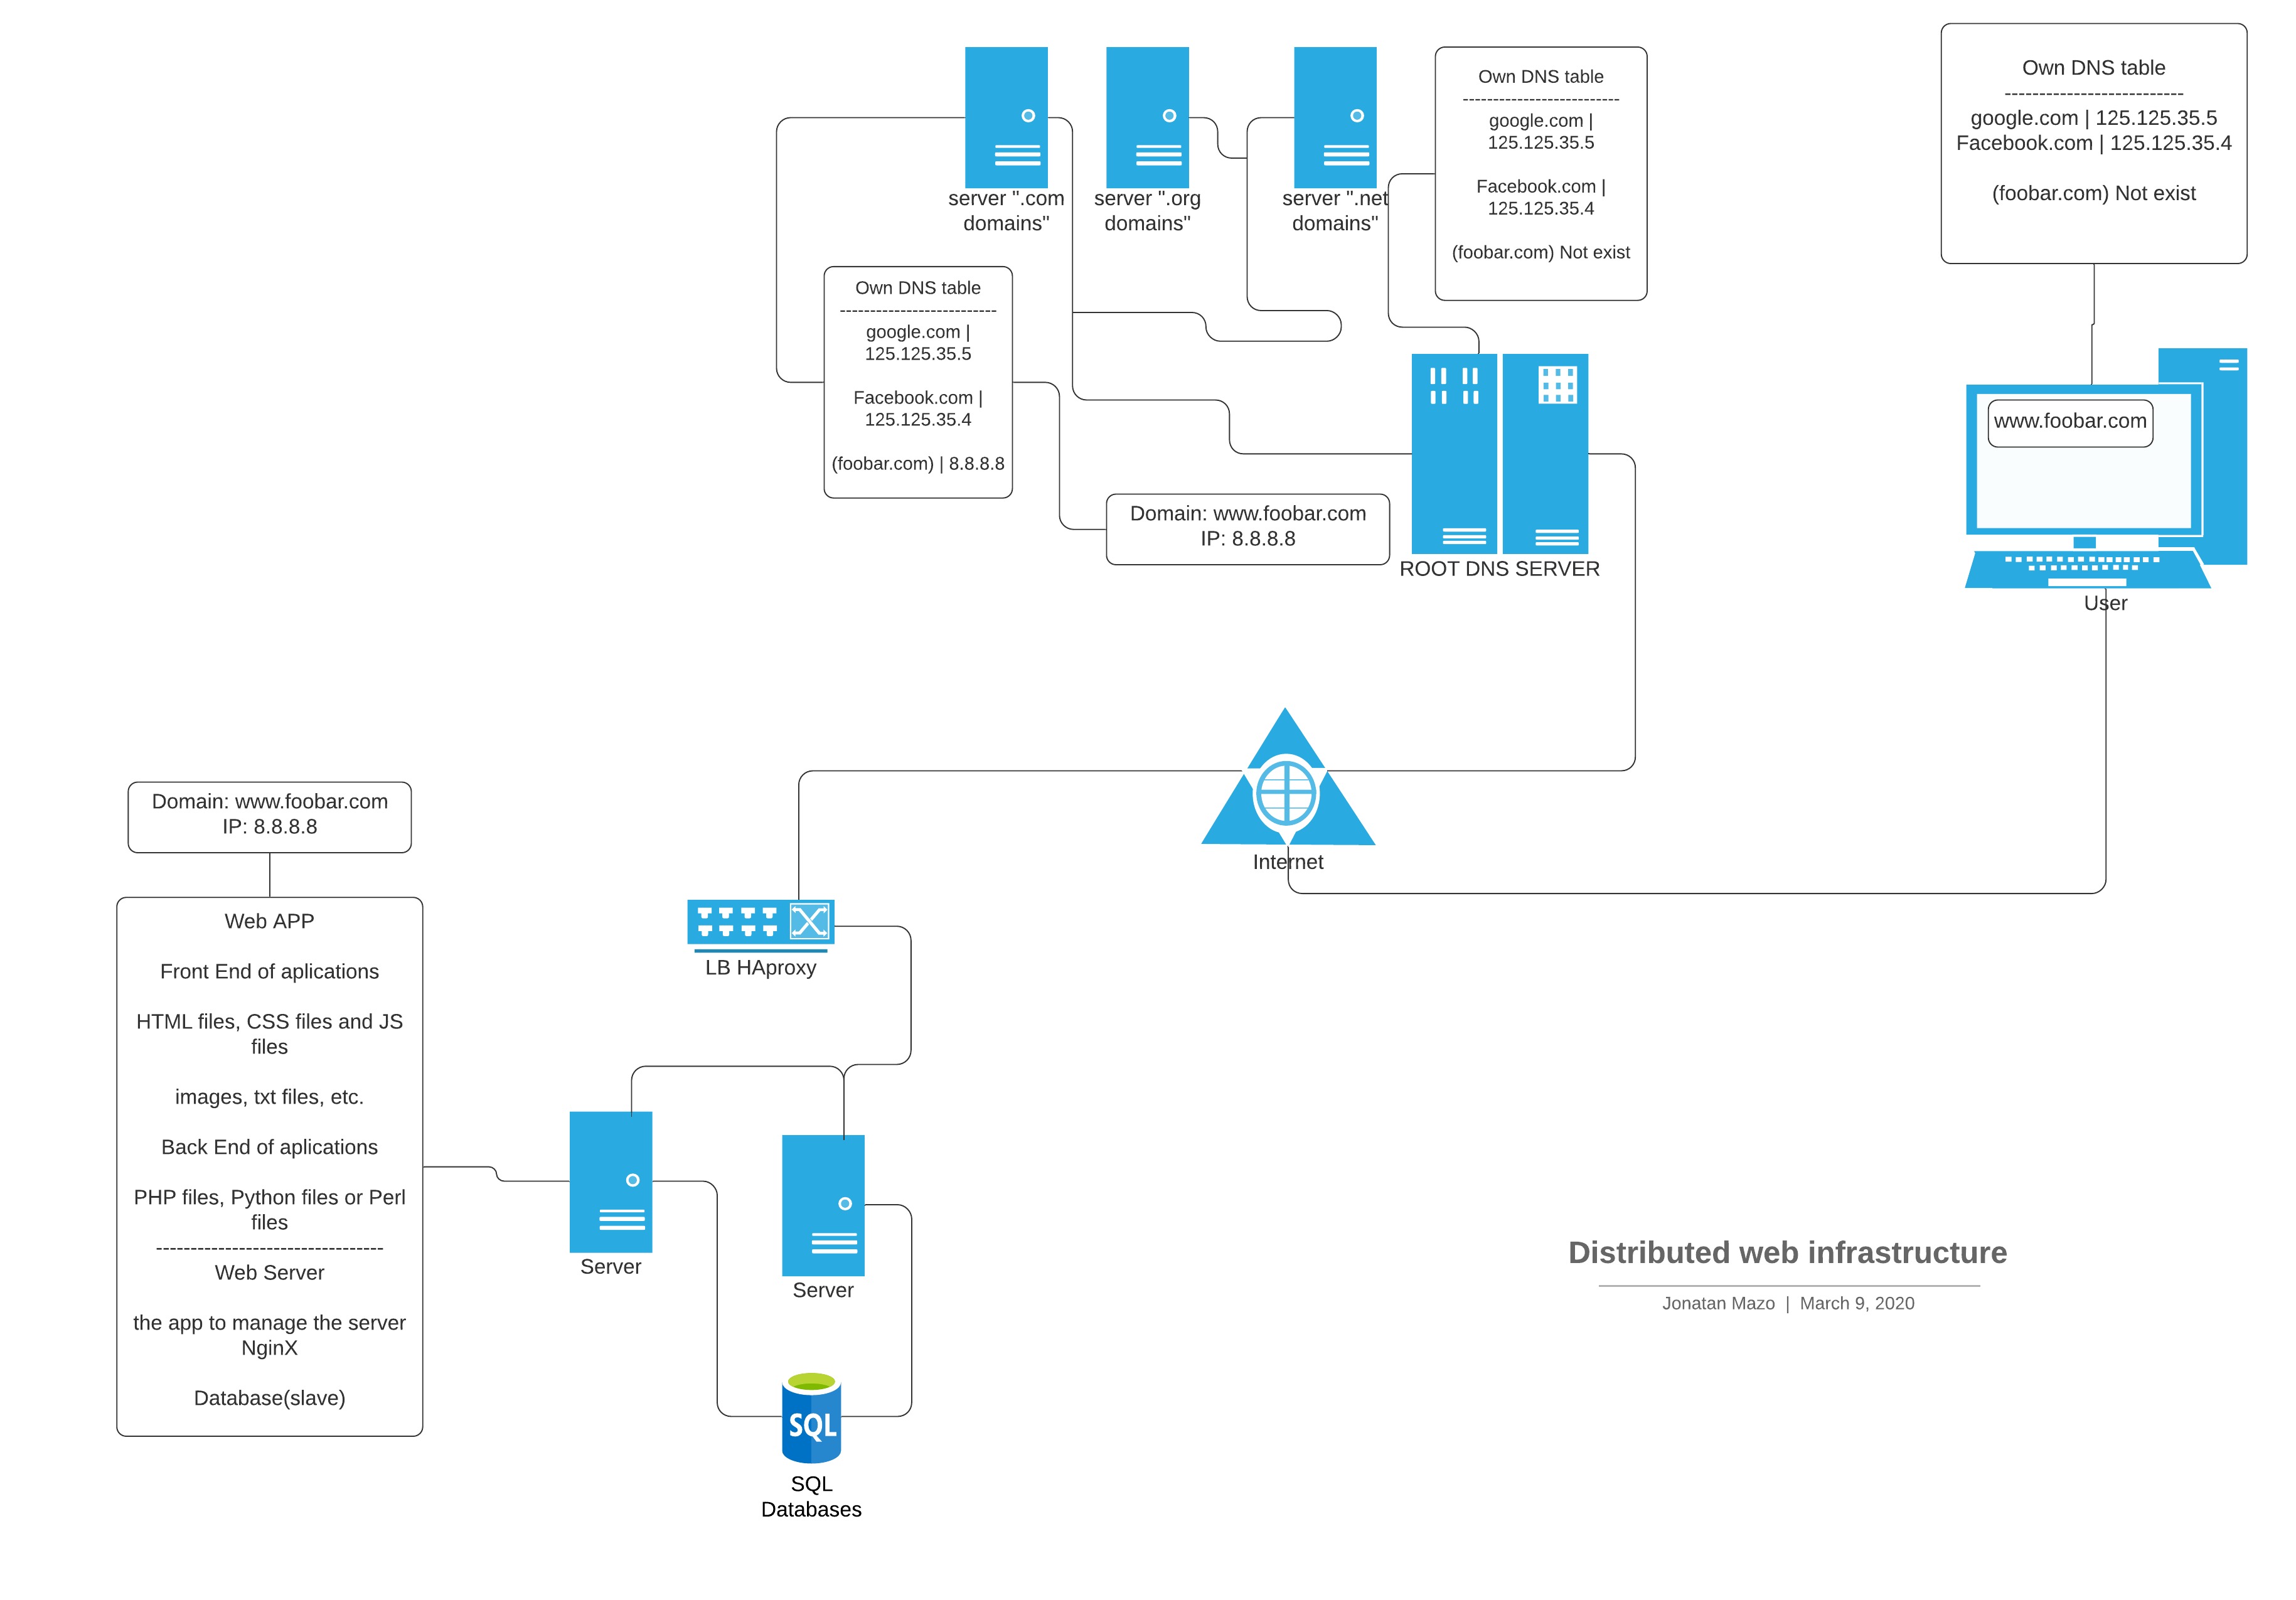 Own DNS table
--------------------------
google.com | 125.125.35.5
Facebook.com | 125.125.35.4
(foobar.com) Not exist
Own DNS table
--------------------------
google.com |
125.125.35.5
Facebook.com |
125.125.35.4
(foobar.com) Not exist
server ".com
domains"
server ".org
domains"
server ".net
domains"
Own DNS table
--------------------------
google.com |
125.125.35.5
Facebook.com |
125.125.35.4
(foobar.com) | 8.8.8.8
www.foobar.com
User
Domain: www.foobar.com
IP: 8.8.8.8
ROOT DNS SERVER
Internet
Domain: www.foobar.com
IP: 8.8.8.8
Web APP
Front End of aplications
HTML files, CSS files and JS
files
images, txt files, etc.
Back End of aplications
PHP files, Python files or Perl
files
---------------------------------
Web Server
the app to manage the server
NginX
Database(slave)
LB HAproxy
Server
Server
SQL
SQL
Databases
Distributed web infrastructure
Jonatan Mazo | March 9, 2020